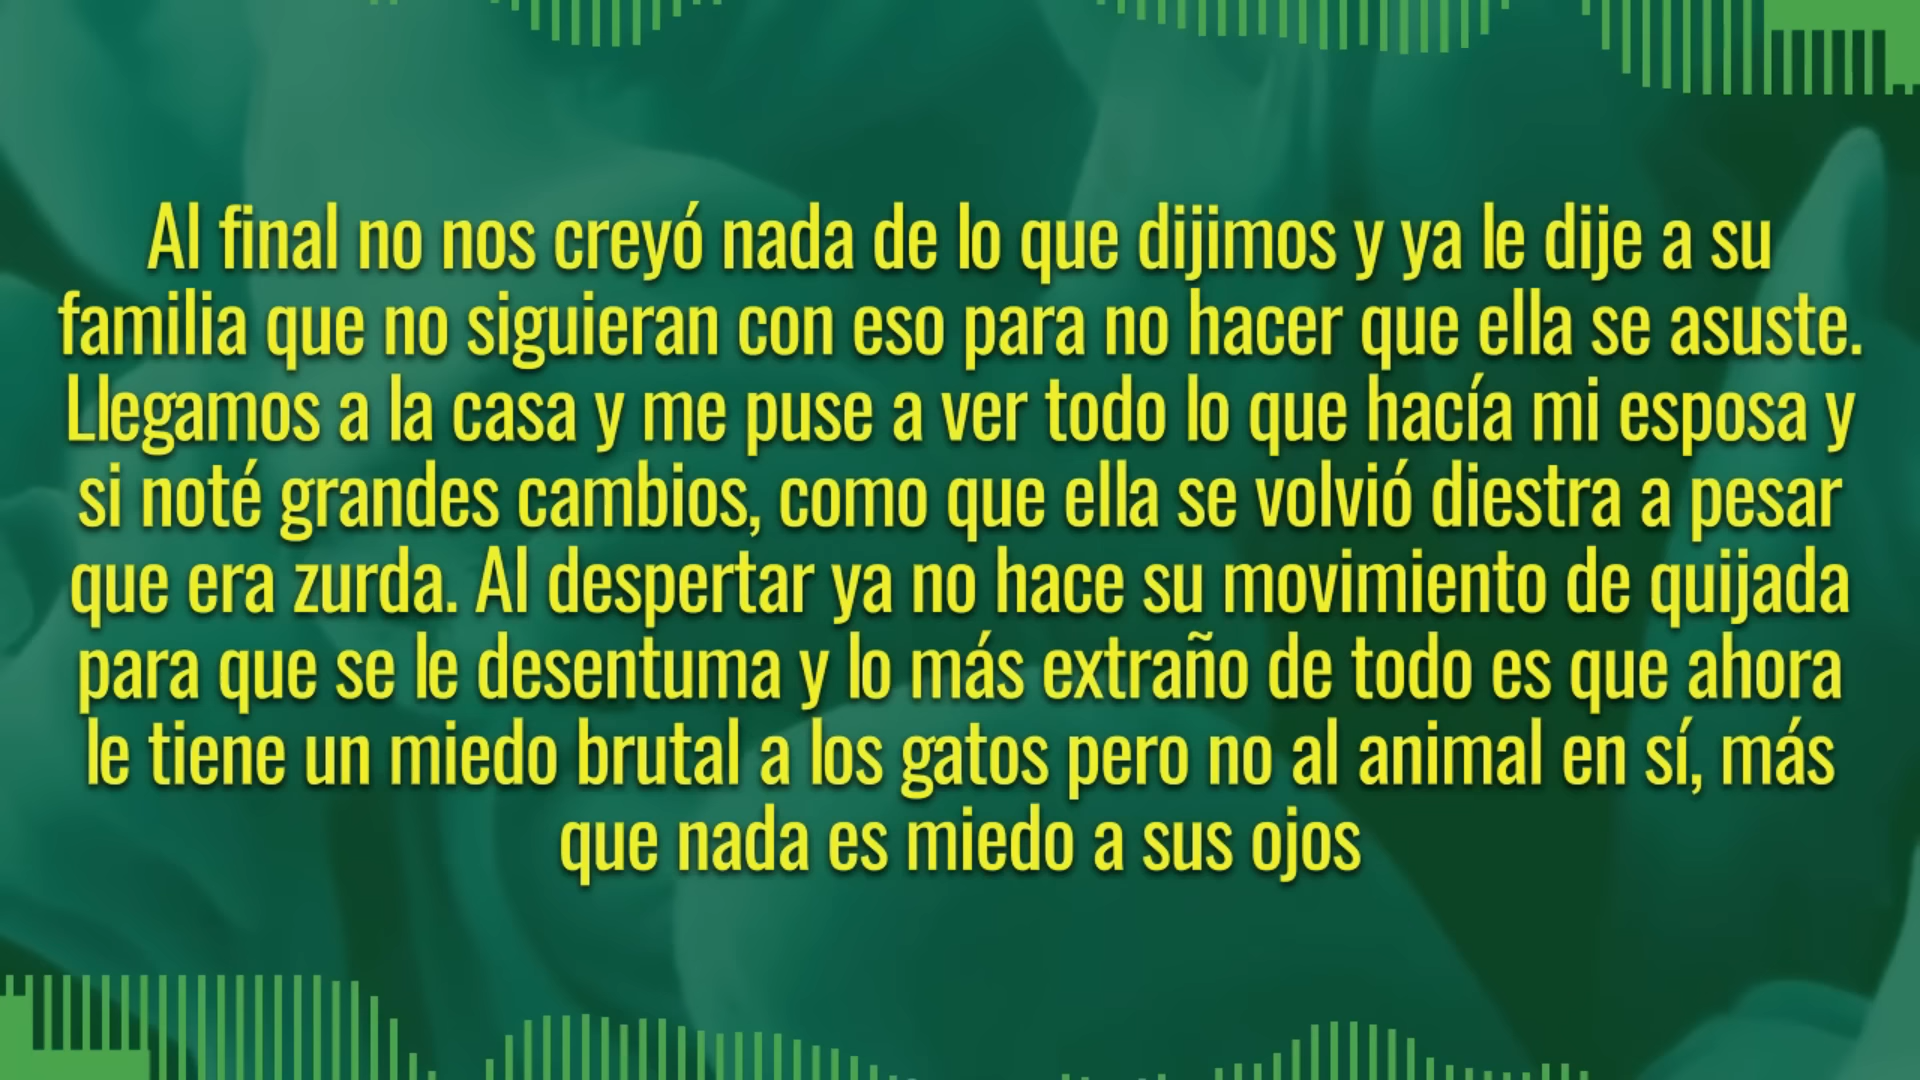 Al final no nos creyó nada de lo que dijimos y ya le dije a su
familia que no siguieran con eso para no hacer que ella se asuste.
Llegamos a la casa y me puse a ver todo lo que hacía mi esposa y
si noté grandes cambios, como que ella se volvió diestra a pesar
que era zurda. Al despertar ya no hace su movimiento de quijada
para que se le desentuma y lo más extraño de todo es que ahora
le tiene un miedo brutal a los gatos pero no al animal en sí, más
que nada es miedo a sus ojos